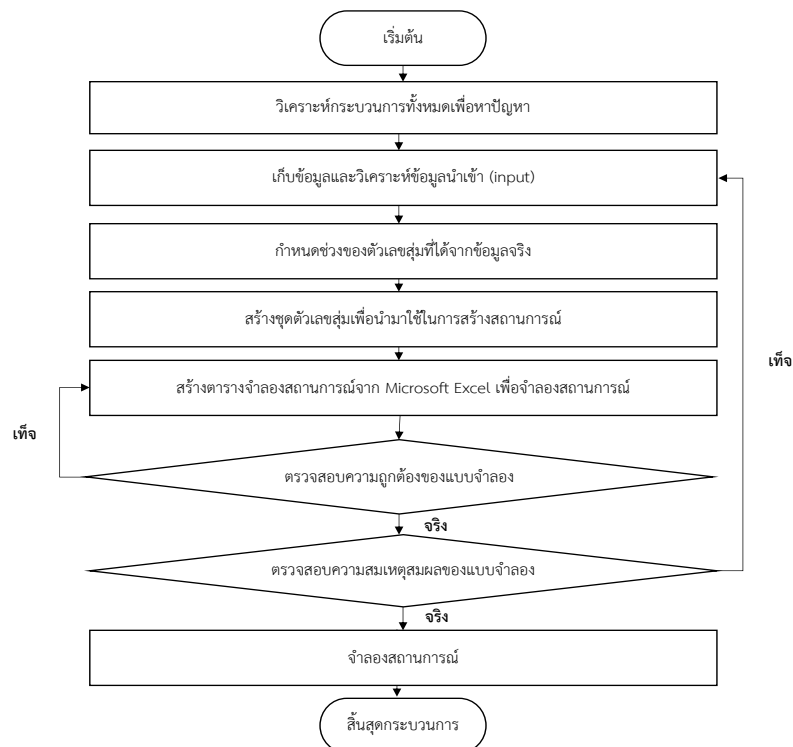 เริ่มต้น
วิเคราะห์กระบวนการทั้งหมดเพื่อหาปัญหา
เก็บข้อมูลและวิเคราะห์ข้อมูลนำเข้า (input)
กำหนดช่วงของตัวเลขสุ่มที่ได้จากข้อมูลจริง
สร้างชุดตัวเลขสุ่มเพื่อนำมาใช้ในการสร้างสถานการณ์
เท็จ
สร้างตารางจำลองสถานการณ์จาก Microsoft Excel เพื่อจำลองสถานการณ์
เท็จ
ตรวจสอบความถูกต้องของแบบจำลอง
จริง
ตรวจสอบความสมเหตุสมผลของแบบจำลอง
จริง
จำลองสถานการณ์
สิ้นสุดกระบวนการ